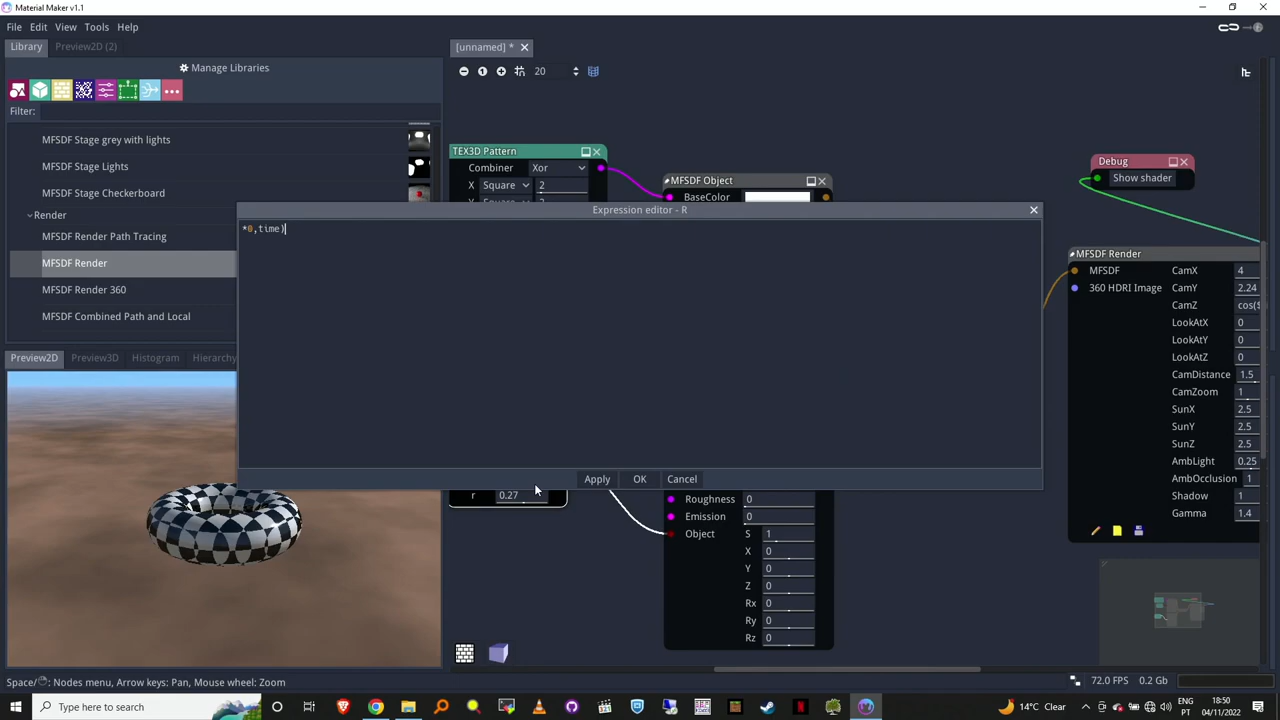 Material Maker v1.1
File Edit View Tools Help
Library Preview2D (2)
[unnamed] *
Manage Libraries
20
Filter:
MFSDF Stage grey with lights
MFSDF Stage Lights
MFSDF Stage Checkerboard
Render
MFSDF Render Path Tracing
MFSDF Render
MFSDF Render 360
MFSDF Combined Path and Local
Preview2D Preview3D Histogram Hierarchy
TEX3D Pattern
Combiner Xor
X Square 2
MFSDF Object
BaseColor
Debug
Show shader
Expression editor - R
*0,time)
Apply OK Cancel
r 0.27
Roughness 0
Emission 0
Object S 1
X 0
Y 0
Z 0
Rx 0
Ry 0
Rz 0
MFSDF Render
MFSDF CamX 4
360 HDRI Image CamY 2.24
CamZ cos($
LookAtX 0
LookAtY 0
LookAtZ 0
CamDistance 1.5
CamZoom 1
SunX 2.5
SunY 2.5
SunZ 2.5
AmbLight 0.25
AmbOcclusion 1
Shadow 1
Gamma 1.4
Space/ : Nodes menu, Arrow keys: Pan, Mouse wheel: Zoom
72.0 FPS 0.2 Gb
Type here to search
14°C Clear
ENG
PT
18:50
04/11/2022